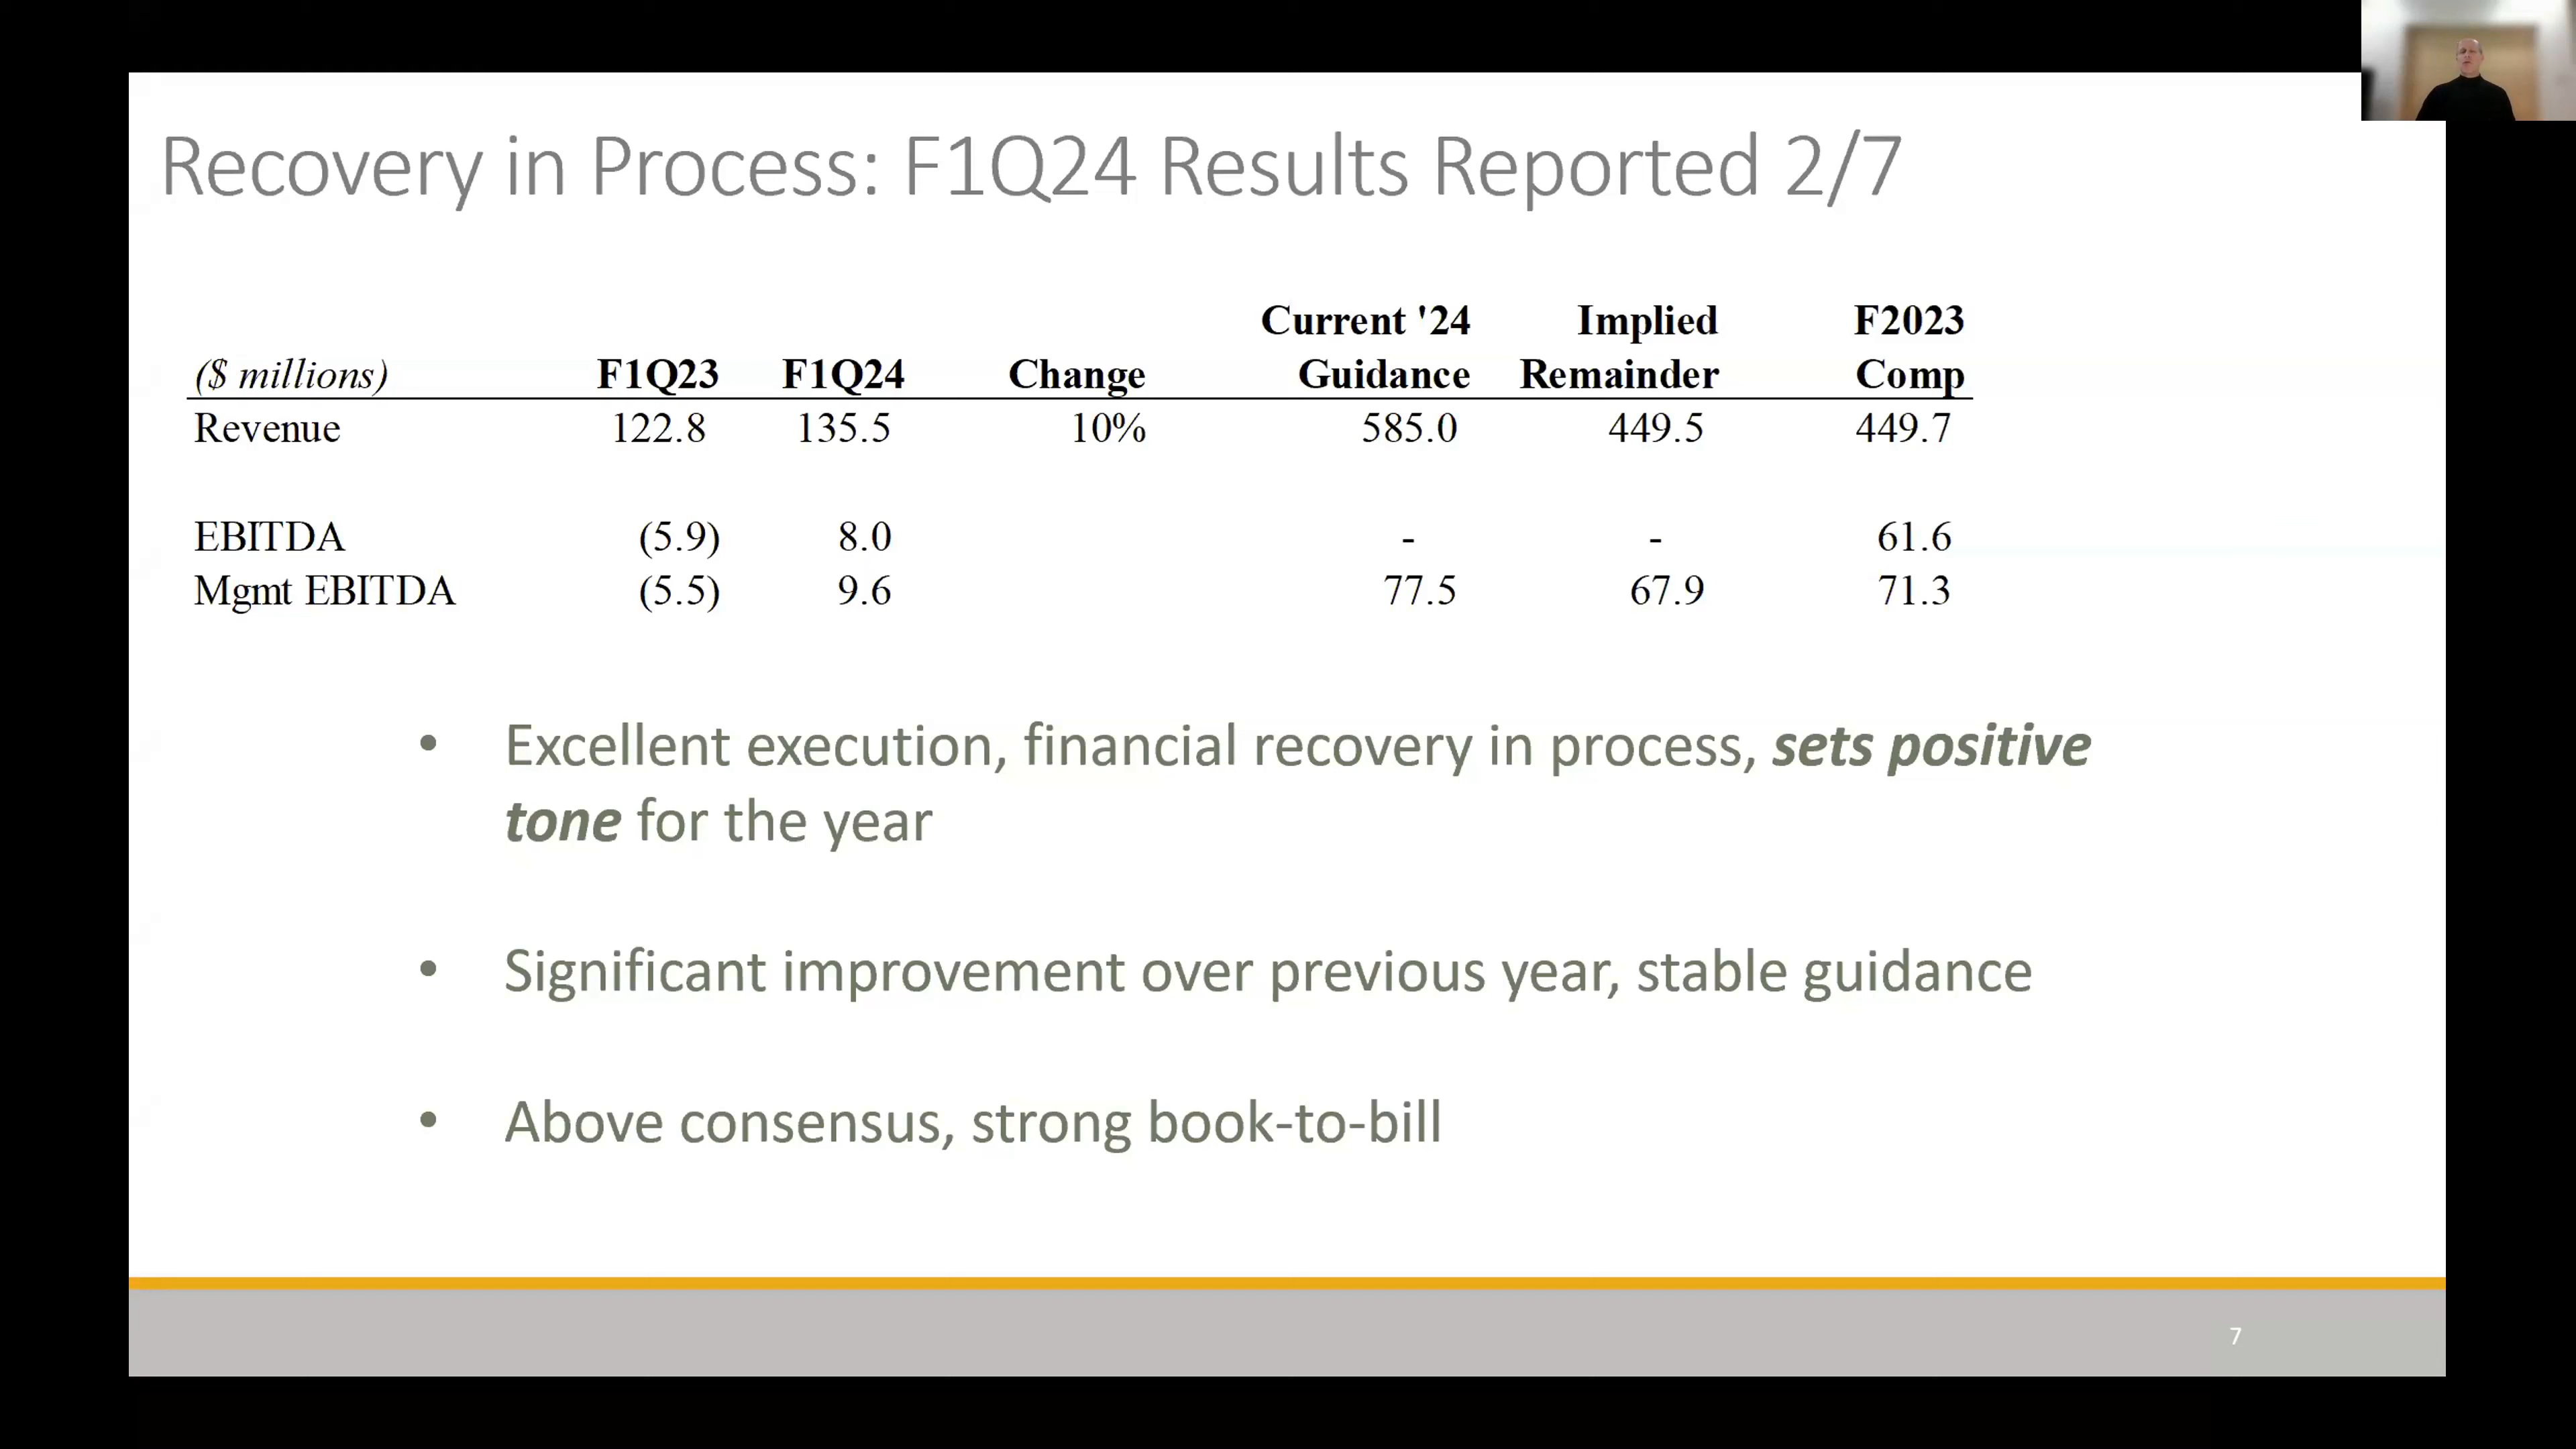 Recovery in Process: F1Q24 Results Reported 2/7
Current '24 Implied F2023
($ millions) F1Q23 F1Q24 Change Guidance Remainder Comp
Revenue 122.8 135.5 10% 585.0 449.5 449.7
EBITDA (5.9) 8.0 - - 61.6
Mgmt EBITDA (5.5) 9.6 77.5 67.9 71.3
• Excellent execution, financial recovery in process, sets positive
tone for the year
• Significant improvement over previous year, stable guidance
• Above consensus, strong book-to-bill
7